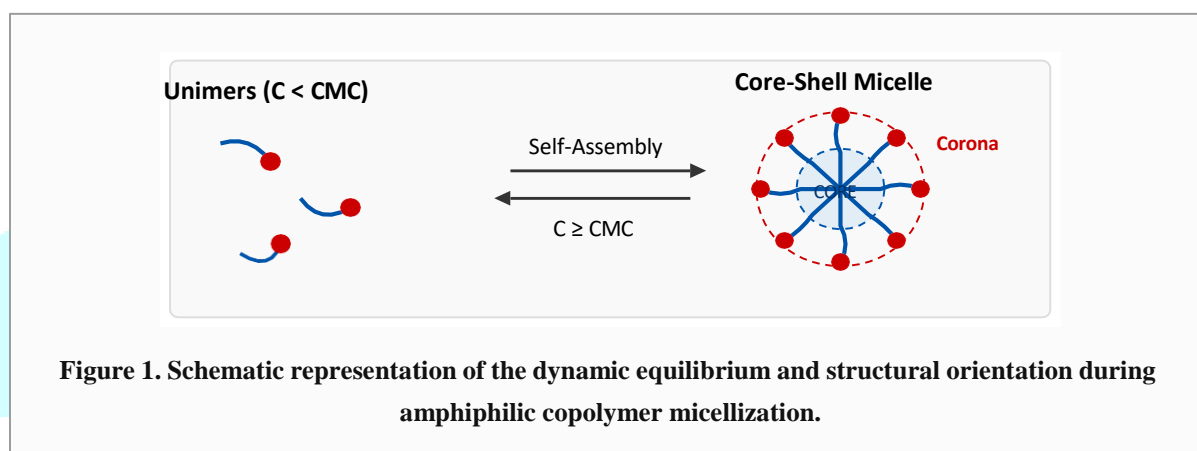 Unimers (C < CMC)
Core-Shell Micelle
Self-Assembly
Corona
CORE
C ≥ CMC
Figure 1. Schematic representation of the dynamic equilibrium and structural orientation during
amphiphilic copolymer micellization.